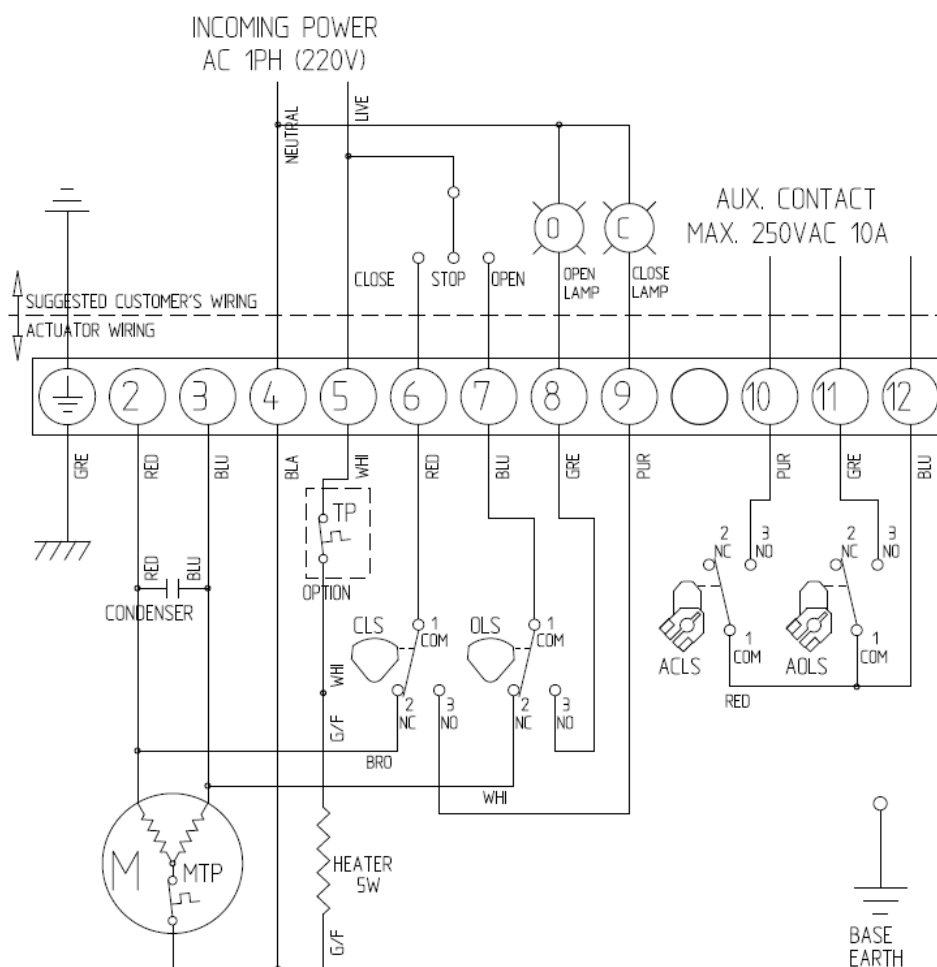 INCOMING POWER
AC 1PH (220V)
NEUTRAL
LIVE
AUX. CONTACT
MAX. 250VAC 10A
O
C
CLOSE
STOP
OPEN
OPEN
LAMP
CLOSE
LAMP
SUGGESTED CUSTOMER'S WIRING
ACTUATOR WIRING
2
3
4
5
6
7
8
9
10
11
12
GRE
RED
BLU
BLA
WHI
RED
BLU
GRE
PUR
PUR
GRE
BLU
TP
OPTION
RED
BLU
CONDENSER
2
NC
3
NO
2
NC
3
NO
CLS
1
COM
OLS
1
COM
ACLS
1
COM
AOLS
1
COM
RED
WHI
G/F
2
NC
3
NO
2
NC
3
NO
BRO
WHI
M
MTP
HEATER
5W
G/F
BASE
EARTH